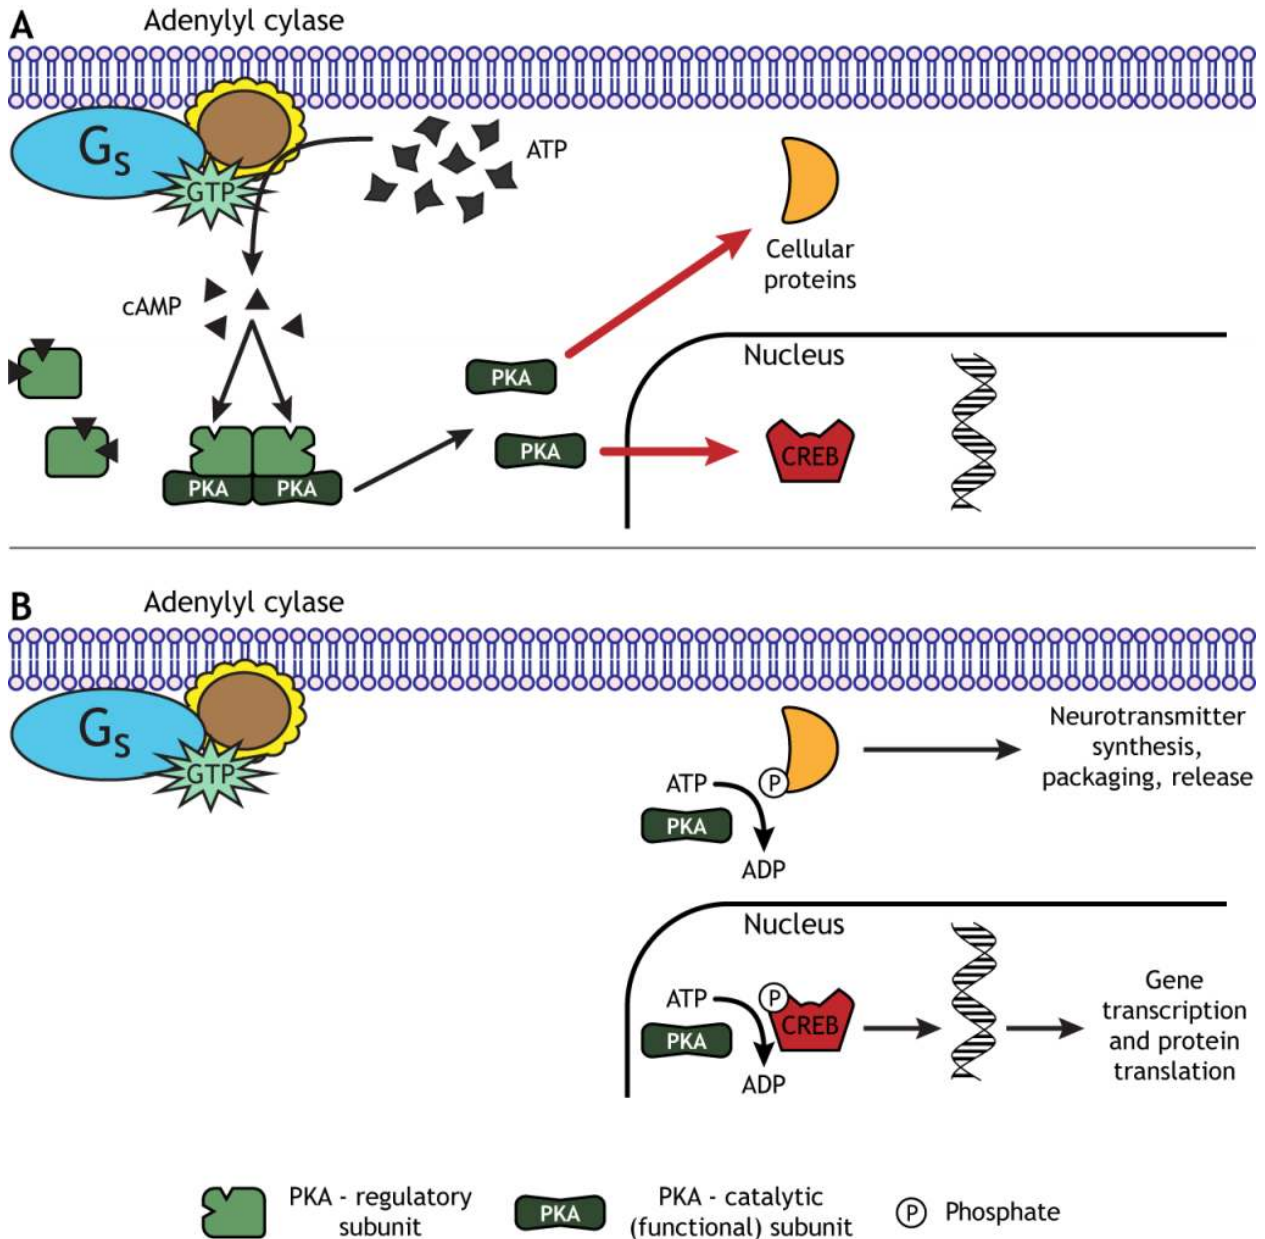 A
Adenylyl cylase
Gs
GTP
ATP
cAMP
Cellular
proteins
Nucleus
PKA
PKA
CREB
PKA
PKA
B
Adenylyl cylase
Gs
GTP
Neurotransmitter
synthesis,
packaging, release
ATP
P
PKA
ADP
Nucleus
ATP
P
CREB
PKA
ADP
Gene
transcription
and protein
translation
PKA - regulatory
subunit
PKA
PKA - catalytic
(functional) subunit
P
Phosphate